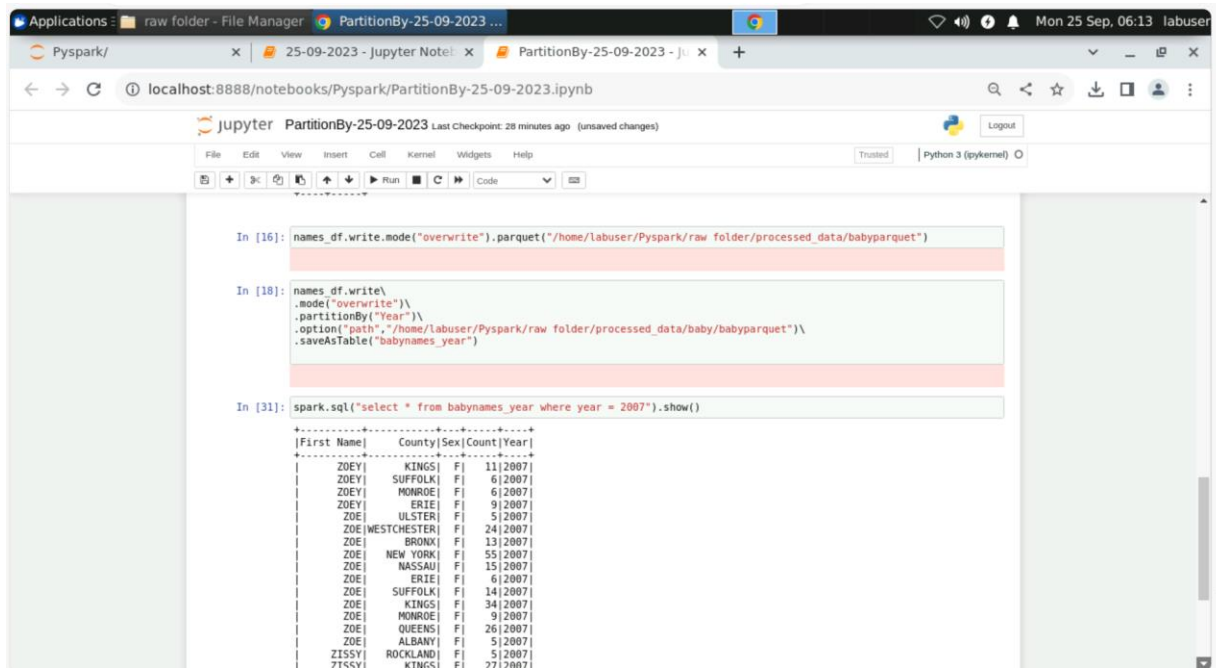 Applications raw folder - File Manager PartitionBy-25-09-2023 ... Mon 25 Sep, 06:13 labuser
Pyspark/ 25-09-2023 - Jupyter Noteb PartitionBy-25-09-2023 - Ju
localhost:8888/notebooks/Pyspark/PartitionBy-25-09-2023.ipynb
jupyter PartitionBy-25-09-2023 Last Checkpoint: 28 minutes ago (unsaved changes) Logout
File Edit View Insert Cell Kernel Widgets Help Trusted Python 3 (ipykernel)
Run Code
+----+-----+
In [16]: names_df.write.mode("overwrite").parquet("/home/labuser/Pyspark/raw folder/processed_data/babyparquet")
In [18]: names_df.write\
.mode("overwrite")\
.partitionBy("Year")\
.option("path","/home/labuser/Pyspark/raw folder/processed_data/baby/babyparquet")\
.saveAsTable("babynames_year")
In [31]: spark.sql("select * from babynames_year where year = 2007").show()
+----------+-----------+---+-----+----+
|First Name|     County|Sex|Count|Year|
+----------+-----------+---+-----+----+
|      ZOEY|      KINGS|  F|   11|2007|
|      ZOEY|    SUFFOLK|  F|    6|2007|
|      ZOEY|     MONROE|  F|    6|2007|
|      ZOEY|       ERIE|  F|    9|2007|
|       ZOE|     ULSTER|  F|    5|2007|
|       ZOE|WESTCHESTER|  F|   24|2007|
|       ZOE|      BRONX|  F|   13|2007|
|       ZOE|   NEW YORK|  F|   55|2007|
|       ZOE|     NASSAU|  F|   15|2007|
|       ZOE|       ERIE|  F|    6|2007|
|       ZOE|    SUFFOLK|  F|   14|2007|
|       ZOE|      KINGS|  F|   34|2007|
|       ZOE|     MONROE|  F|    9|2007|
|       ZOE|     QUEENS|  F|   26|2007|
|       ZOE|     ALBANY|  F|    5|2007|
|     ZISSY|   ROCKLAND|  F|    5|2007|
|     ZISSY|      KINGS|  F|   27|2007|